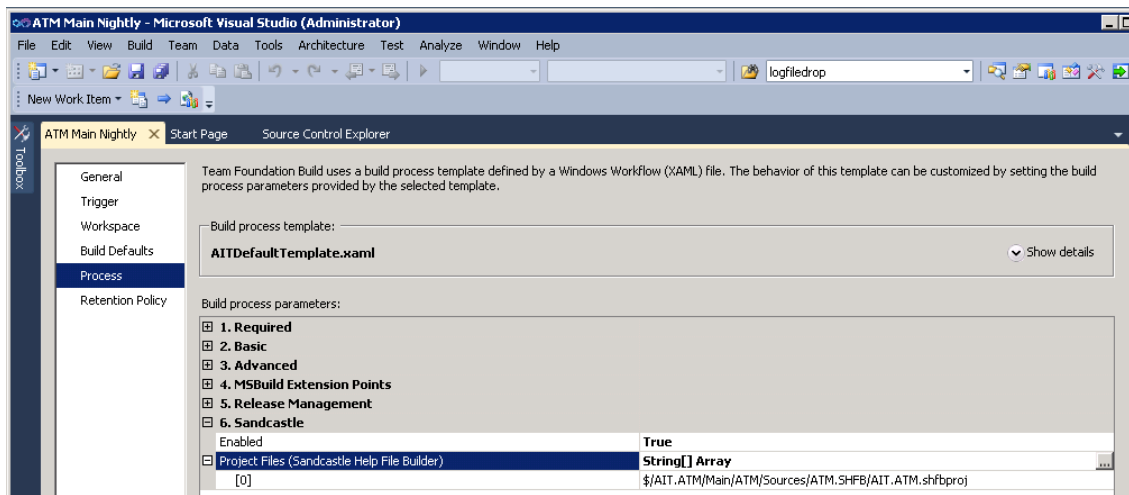 ATM Main Nightly - Microsoft Visual Studio (Administrator)
File Edit View Build Team Data Tools Architecture Test Analyze Window Help
logfiledrop
New Work Item
ATM Main Nightly Start Page Source Control Explorer
Toolbox
General
Trigger
Workspace
Build Defaults
Process
Retention Policy
Team Foundation Build uses a build process template defined by a Windows Workflow (XAML) file. The behavior of this template can be customized by setting the build
process parameters provided by the selected template.
Build process template:
AITDefaultTemplate.xaml Show details
Build process parameters:
1. Required
2. Basic
3. Advanced
4. MSBuild Extension Points
5. Release Management
6. Sandcastle
Enabled True
Project Files (Sandcastle Help File Builder) String[] Array ...
[0] $/AIT.ATM/Main/ATM/Sources/ATM.SHFB/AIT.ATM.shfbproj